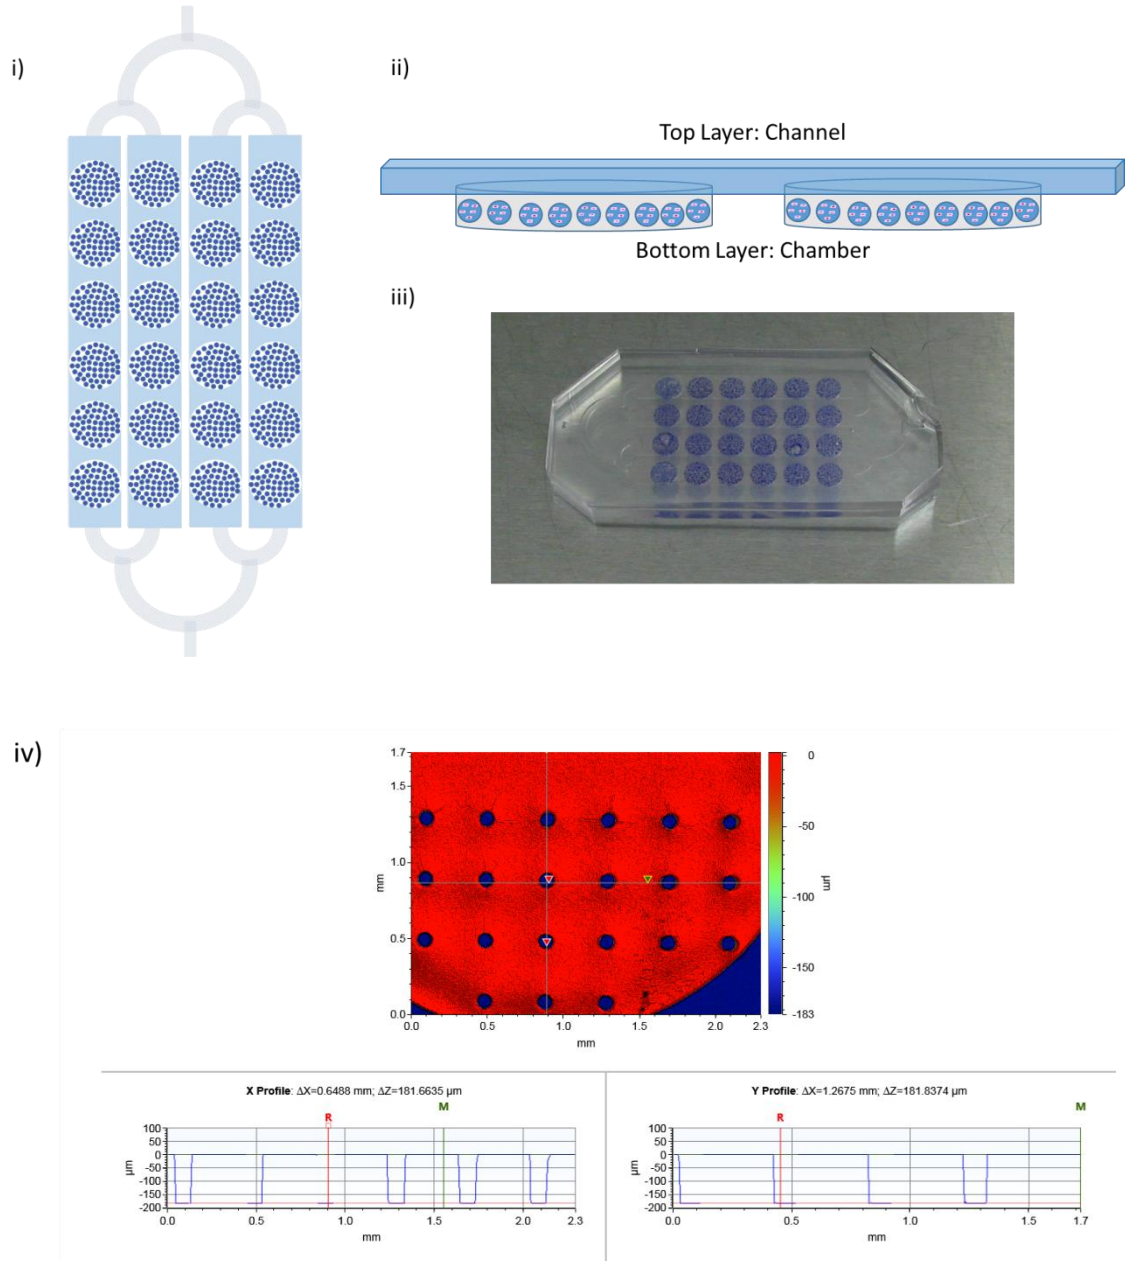 i)
ii)
Top Layer: Channel
Bottom Layer: Chamber
iii)
iv)
1.7
1.5
1.0
0.5
0.0
mm
0.0 0.5 1.0 1.5 2.0 2.3
mm
0
-50
-100
-150
-183
µm
X Profile: ΔX=0.6488 mm; ΔZ=181.6635 µm
R
M
100
50
0
-50
-100
-150
-200
µm
0.0 0.5 1.0 1.5 2.0 2.3
mm
Y Profile: ΔX=1.2675 mm; ΔZ=181.8374 µm
R
M
100
50
0
-50
-100
-150
-200
µm
0.0 0.5 1.0 1.7
mm